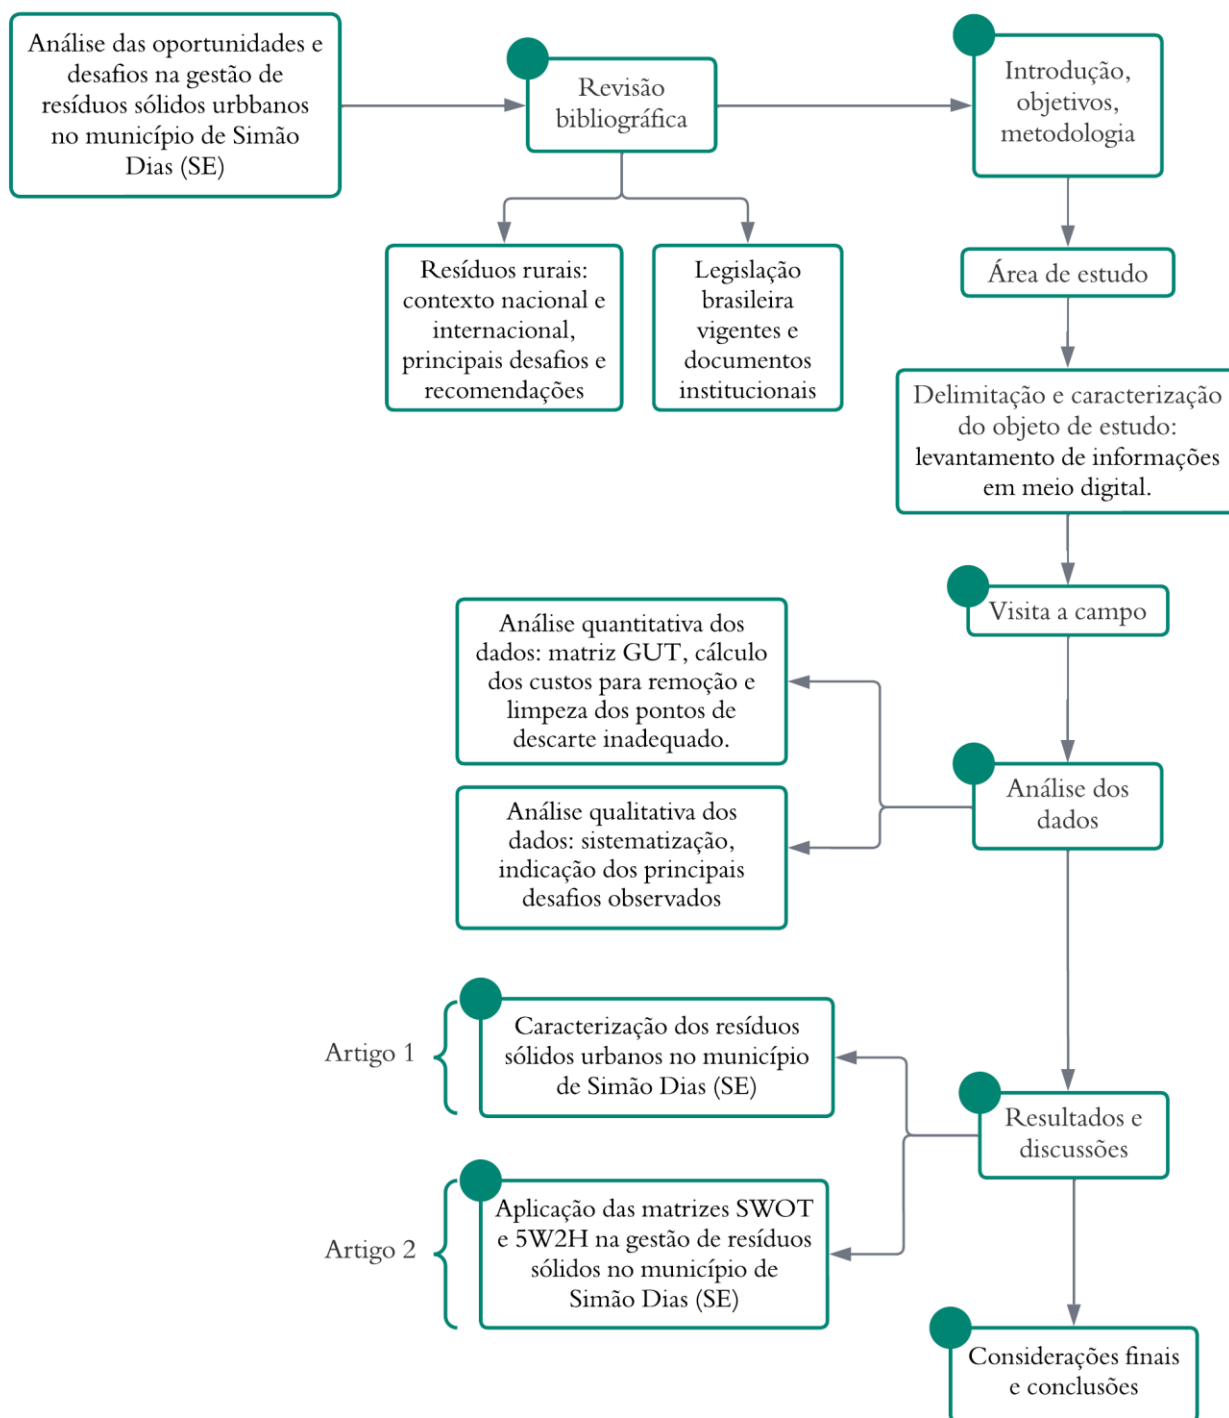 Análise das oportunidades e
desafios na gestão de
resíduos sólidos urbbanos
no município de Simão
Dias (SE)
Revisão
bibliográfica
Introdução,
objetivos,
metodologia
Resíduos rurais:
contexto nacional e
internacional,
principais desafios e
recomendações
Legislação
brasileira
vigentes e
documentos
institucionais
Área de estudo
Delimitação e caracterização
do objeto de estudo:
levantamento de informações
em meio digital.
Visita a campo
Análise quantitativa dos
dados: matriz GUT, cálculo
dos custos para remoção e
limpeza dos pontos de
descarte inadequado.
Análise dos
dados
Análise qualitativa dos
dados: sistematização,
indicação dos principais
desafios observados
Artigo 1
Caracterização dos resíduos
sólidos urbanos no município
de Simão Dias (SE)
Resultados e
discussões
Artigo 2
Aplicação das matrizes SWOT
e 5W2H na gestão de resíduos
sólidos no município de
Simão Dias (SE)
Considerações finais
e conclusões